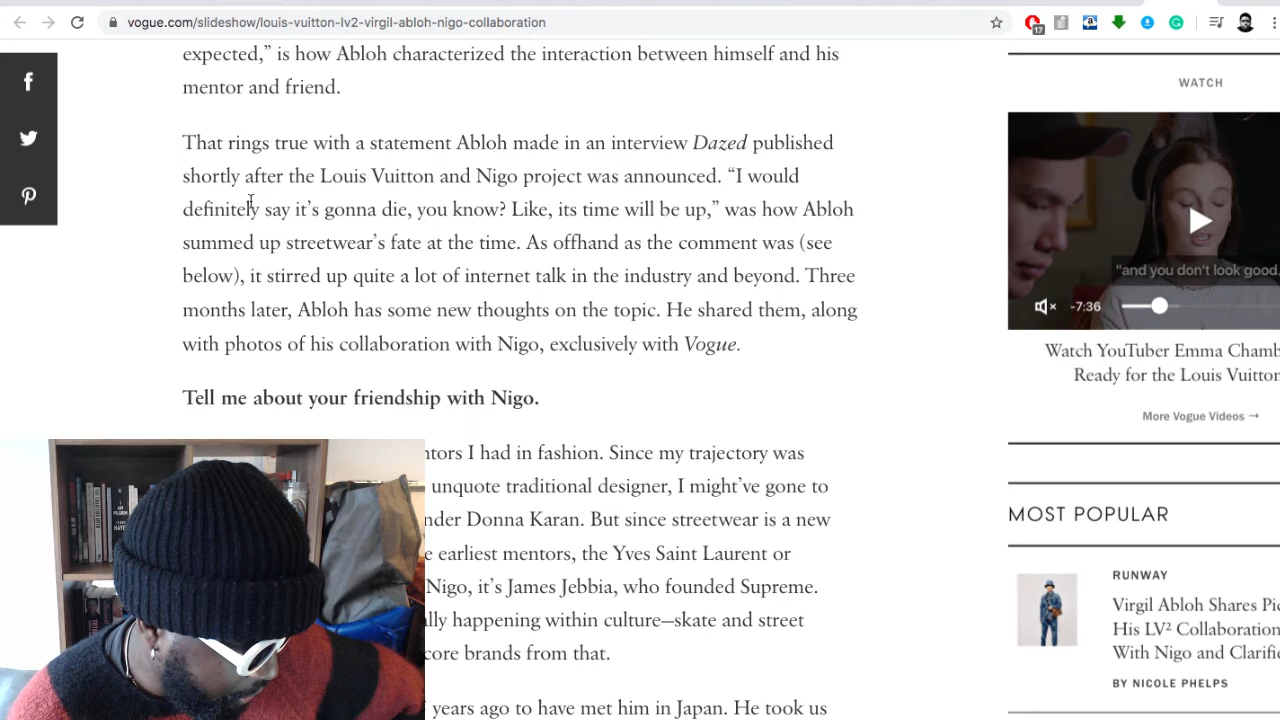 vogue.com/slideshow/louis-vuitton-lv2-virgil-abloh-nigo-collaboration
17
expected,” is how Abloh characterized the interaction between himself and his
mentor and friend.
That rings true with a statement Abloh made in an interview Dazed published
shortly after the Louis Vuitton and Nigo project was announced. “I would
definitely say it’s gonna die, you know? Like, its time will be up,” was how Abloh
summed up streetwear’s fate at the time. As offhand as the comment was (see
below), it stirred up quite a lot of internet talk in the industry and beyond. Three
months later, Abloh has some new thoughts on the topic. He shared them, along
with photos of his collaboration with Nigo, exclusively with Vogue.
Tell me about your friendship with Nigo.
ntors I had in fashion. Since my trajectory was
unquote traditional designer, I might’ve gone to
nder Donna Karan. But since streetwear is a new
e earliest mentors, the Yves Saint Laurent or
Nigo, it’s James Jebbia, who founded Supreme.
lly happening within culture—skate and street
core brands from that.
years ago to have met him in Japan. He took us
WATCH
"and you don't look good.
-7:36
Watch YouTuber Emma Chamb
Ready for the Louis Vuitton
More Vogue Videos →
MOST POPULAR
RUNWAY
Virgil Abloh Shares Pic
His LV² Collaboration
With Nigo and Clarifi
BY NICOLE PHELPS
I AM
PILGRIM
TERRY
HAYES